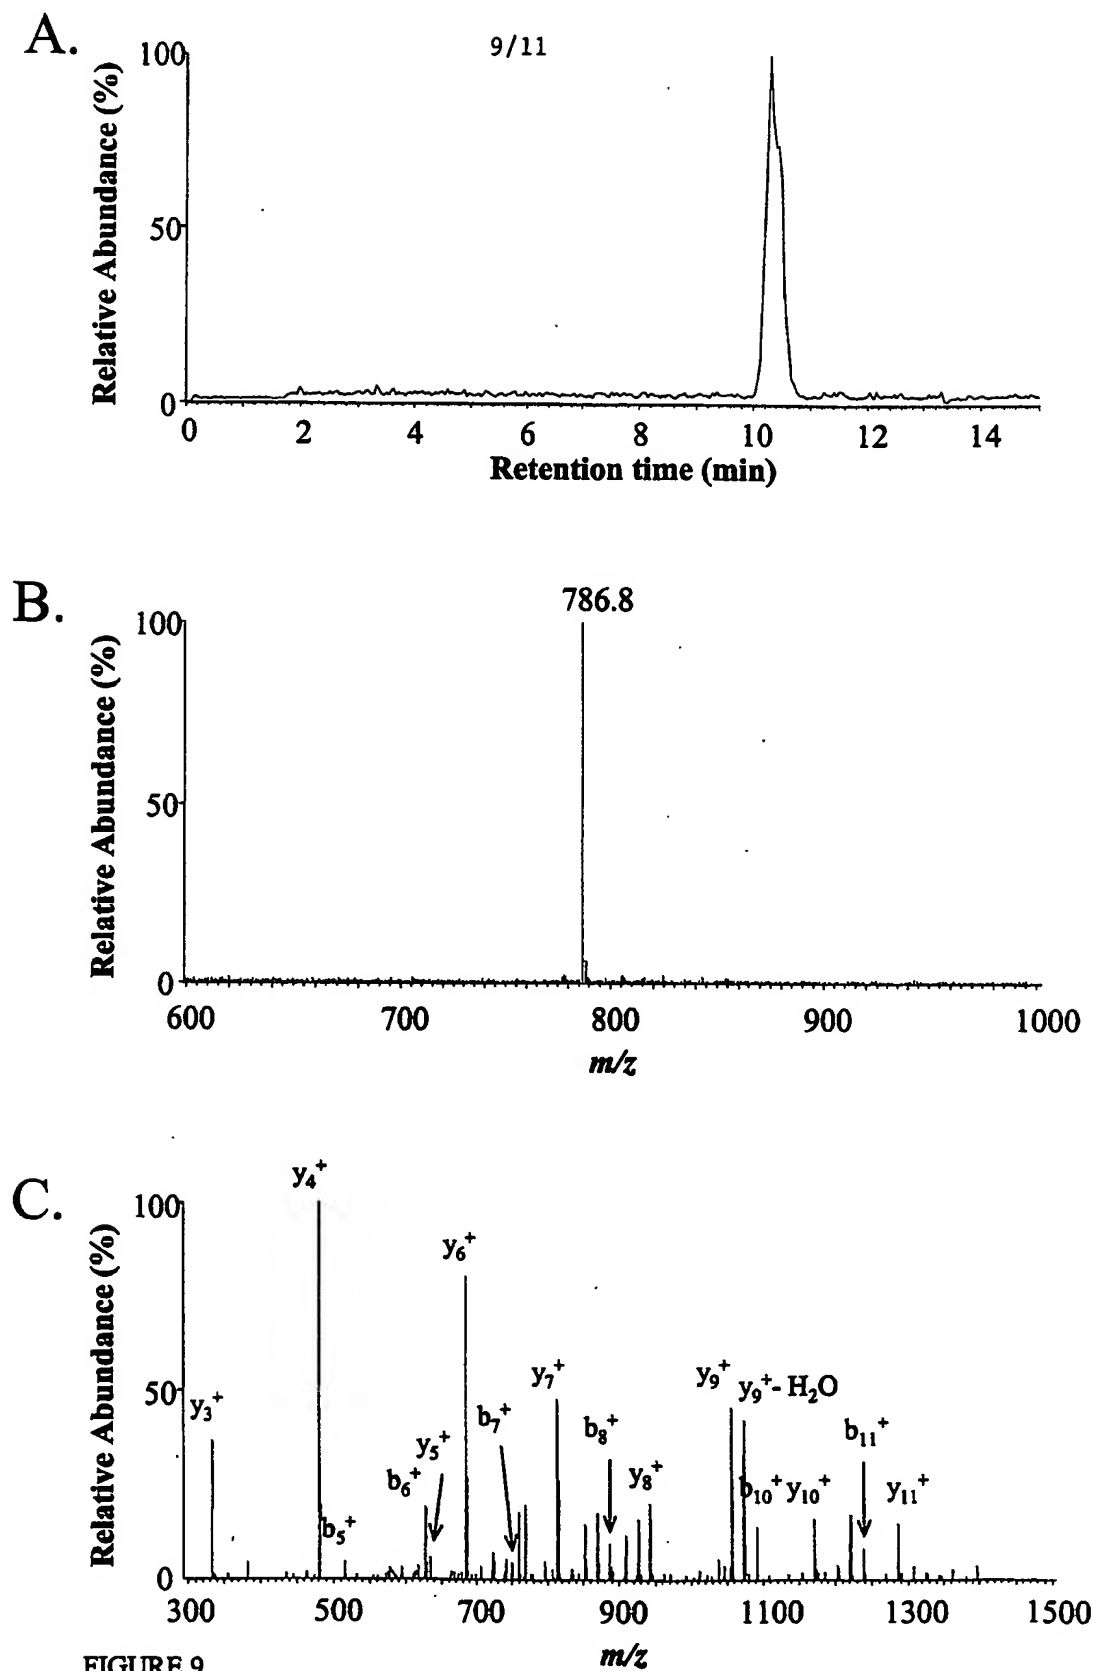 A.
9/11
100
50
0
Relative Abundance (%)
0 2 4 6 8 10 12 14
Retention time (min)
B.
786.8
100
50
0
Relative Abundance (%)
600 700 800 900 1000
m/z
C.
100
50
0
Relative Abundance (%)
y₃⁺
y₄⁺
b₅⁺
b₆⁺
y₅⁺
y₆⁺
b₇⁺
y₇⁺
b₈⁺
y₈⁺
y₉⁺
y₉⁺- H₂O
b₁₀⁺
y₁₀⁺
b₁₁⁺
y₁₁⁺
300 500 700 900 1100 1300 1500
m/z
FIGURE 9